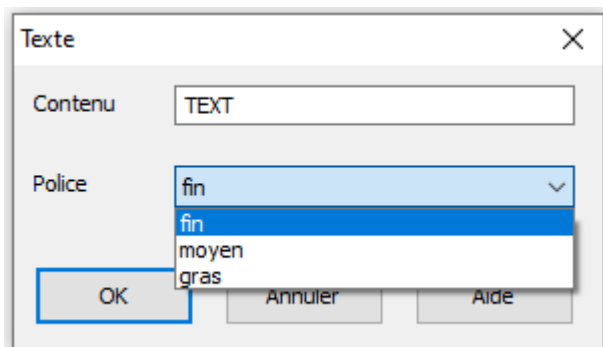 Texte
Contenu TEXT
Police fin
fin
moyen
gras
OK Annuler Aide